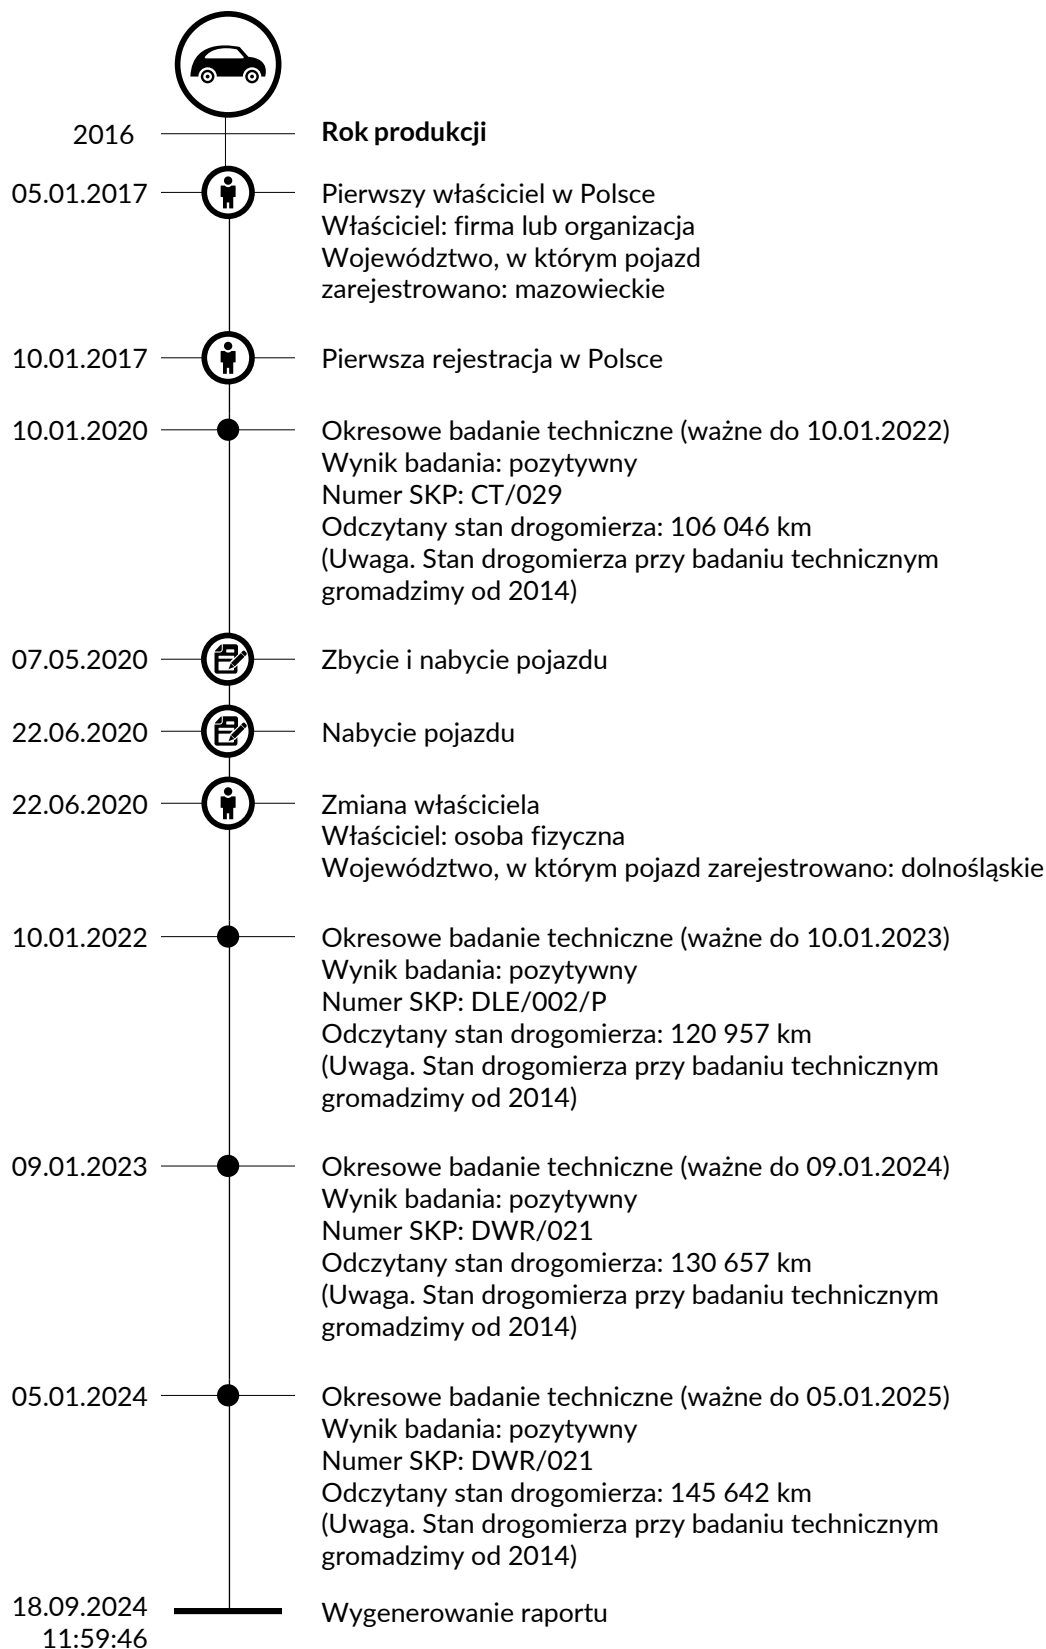 2016 Rok produkcji
05.01.2017 Pierwszy właściciel w Polsce
Właściciel: firma lub organizacja
Województwo, w którym pojazd
zarejestrowano: mazowieckie
10.01.2017 Pierwsza rejestracja w Polsce
10.01.2020 Okresowe badanie techniczne (ważne do 10.01.2022)
Wynik badania: pozytywny
Numer SKP: CT/029
Odczytany stan drogomierza: 106 046 km
(Uwaga. Stan drogomierza przy badaniu technicznym
gromadzimy od 2014)
07.05.2020 Zbycie i nabycie pojazdu
22.06.2020 Nabycie pojazdu
22.06.2020 Zmiana właściciela
Właściciel: osoba fizyczna
Województwo, w którym pojazd zarejestrowano: dolnośląskie
10.01.2022 Okresowe badanie techniczne (ważne do 10.01.2023)
Wynik badania: pozytywny
Numer SKP: DLE/002/P
Odczytany stan drogomierza: 120 957 km
(Uwaga. Stan drogomierza przy badaniu technicznym
gromadzimy od 2014)
09.01.2023 Okresowe badanie techniczne (ważne do 09.01.2024)
Wynik badania: pozytywny
Numer SKP: DWR/021
Odczytany stan drogomierza: 130 657 km
(Uwaga. Stan drogomierza przy badaniu technicznym
gromadzimy od 2014)
05.01.2024 Okresowe badanie techniczne (ważne do 05.01.2025)
Wynik badania: pozytywny
Numer SKP: DWR/021
Odczytany stan drogomierza: 145 642 km
(Uwaga. Stan drogomierza przy badaniu technicznym
gromadzimy od 2014)
18.09.2024 Wygenerowanie raportu
11:59:46